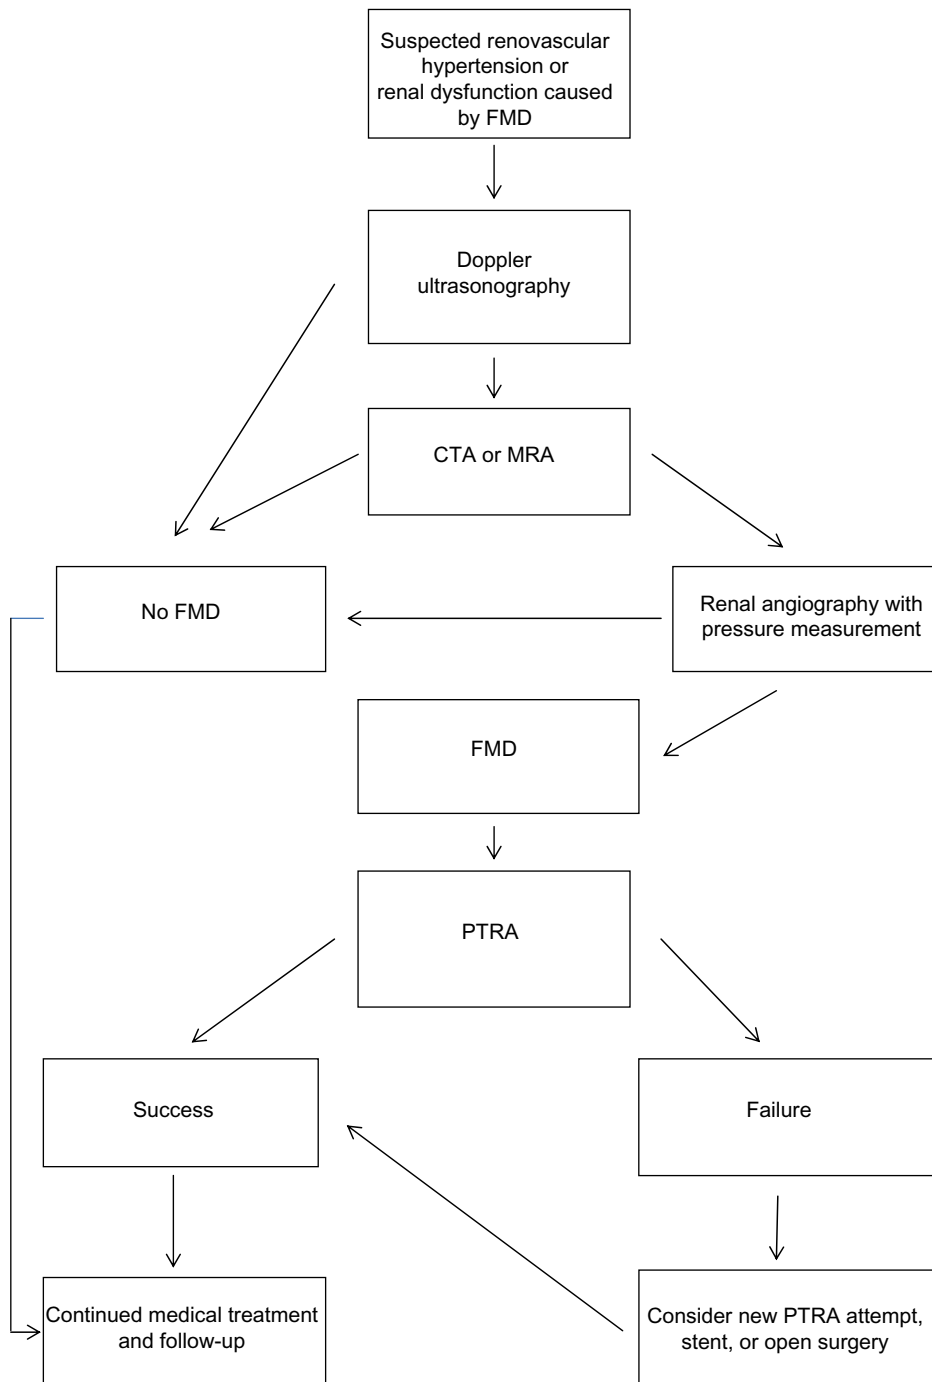 Suspected renovascular
hypertension or
renal dysfunction caused
by FMD
Doppler
ultrasonography
CTA or MRA
No FMD
Renal angiography with
pressure measurement
FMD
PTRA
Success
Failure
Continued medical treatment
and follow-up
Consider new PTRA attempt,
stent, or open surgery